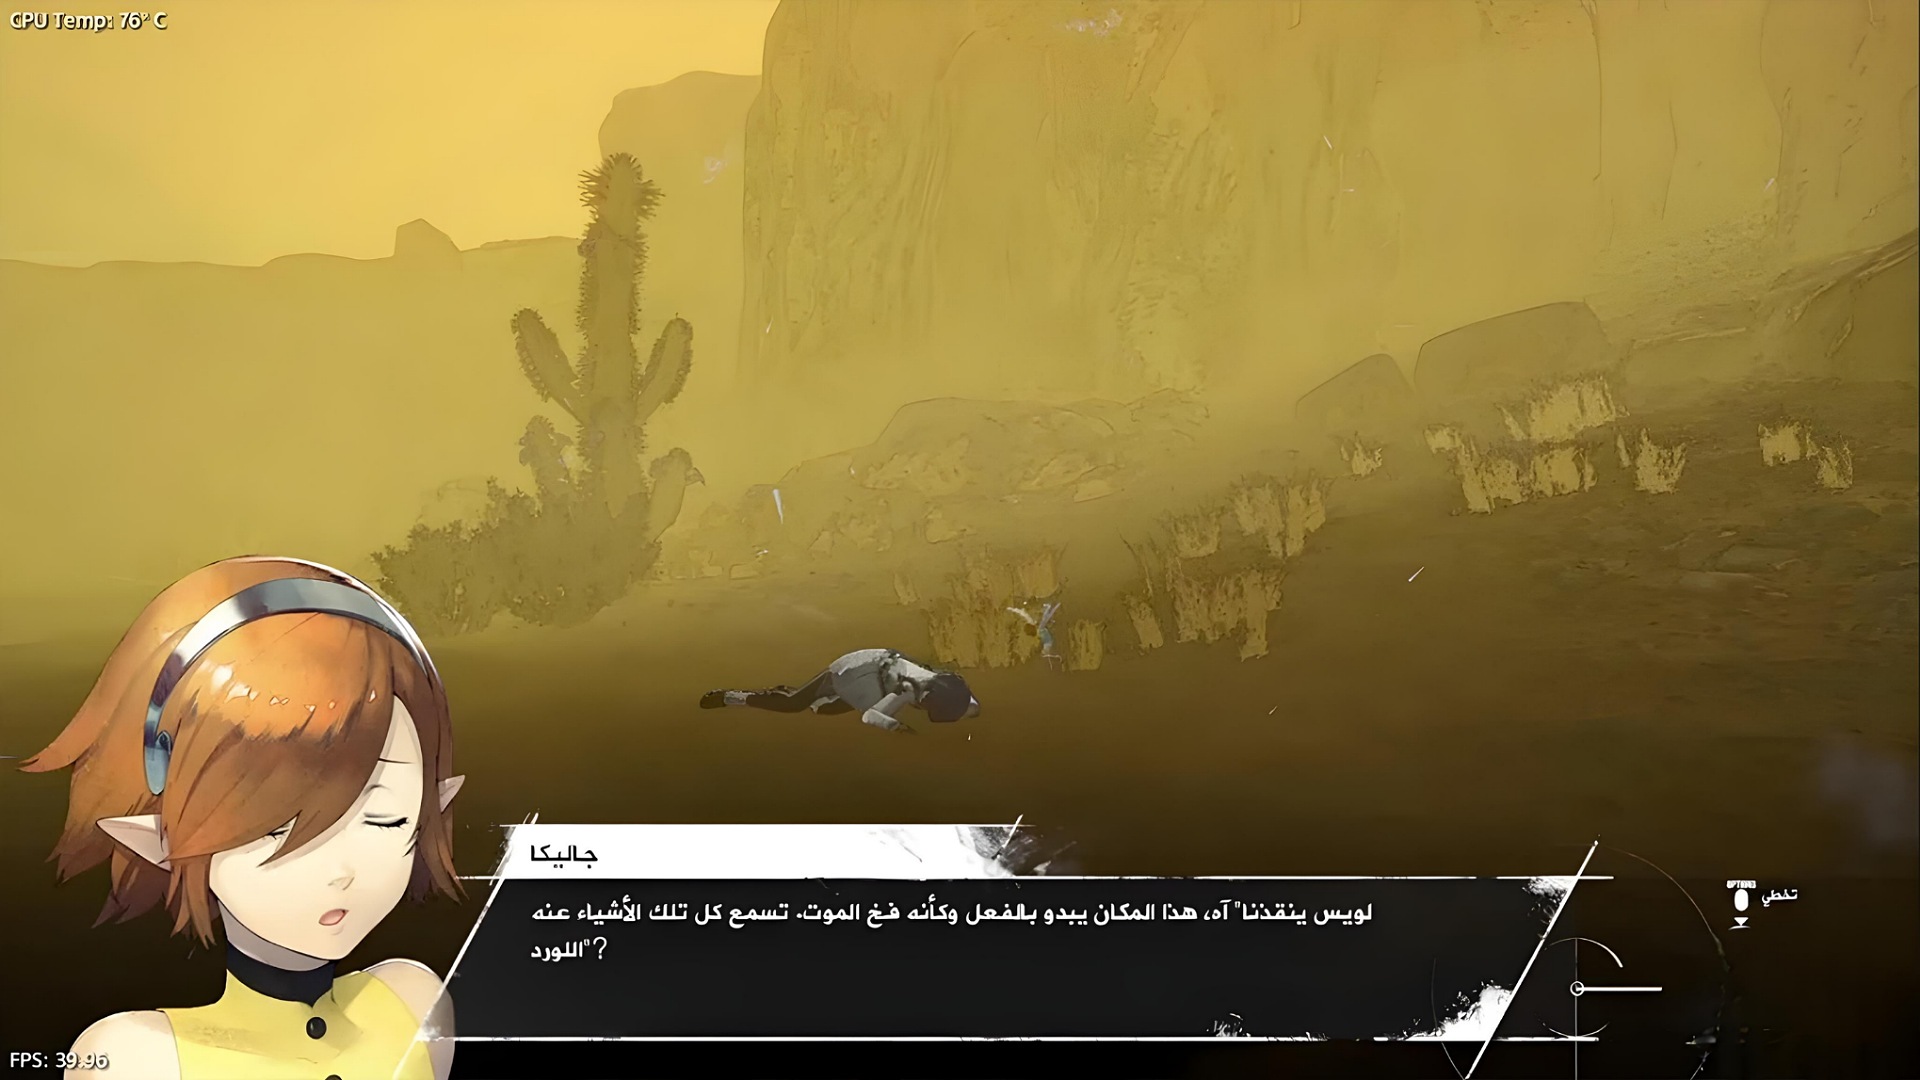 CPU Temp: 76° C
جاليكا
لويس ينقذنا" آه، هذا المكان يبدو بالفعل وكأنه فخ الموت. تسمع كل تلك الأشياء عنه
اللورد"؟
OPTIONS
تخطي
FPS: 39.96